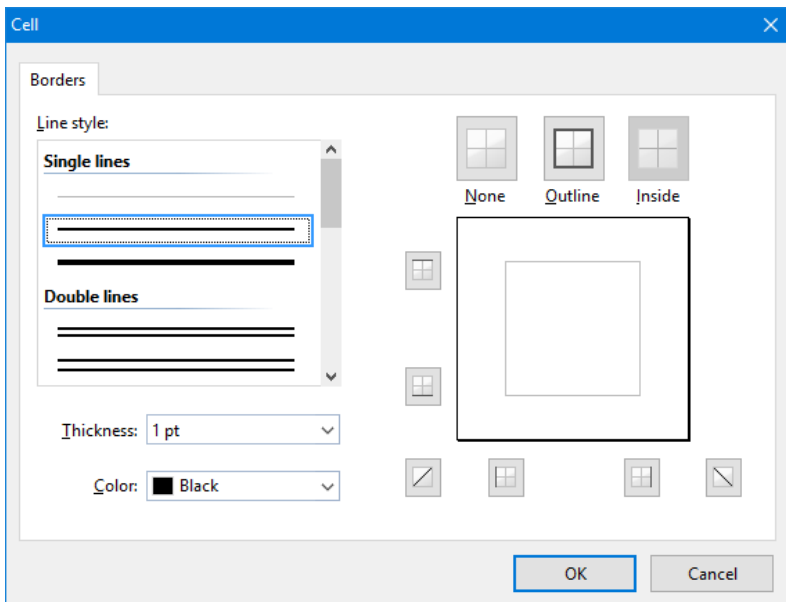 Cell
Borders
Line style:
Single lines
Double lines
Thickness: 1 pt
Color: Black
None Outline Inside
OK Cancel